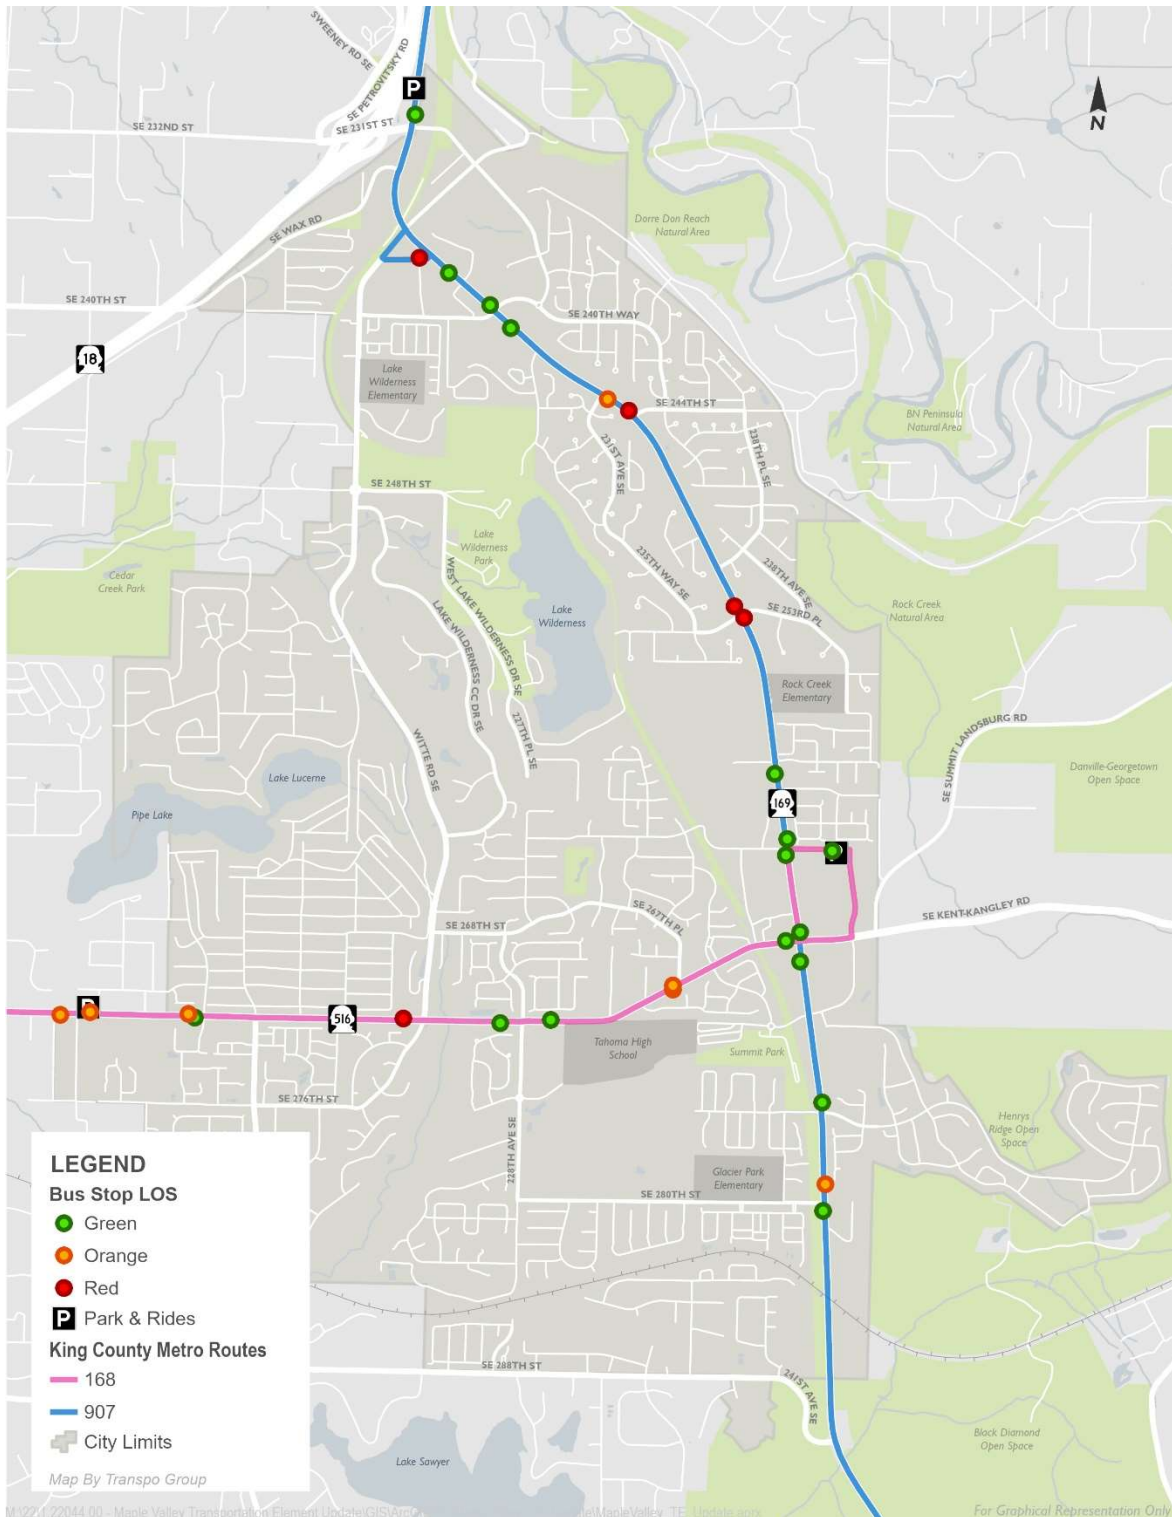 SWEENEY RD SE
SE PETROVITSKY RD
P
SE 232ND ST
SE 231ST ST
N
SE WAX RD
Dorre Don Reach
Natural Area
SE 240TH ST
SE 240TH WAY
18
Lake
Wilderness
Elementary
SE 244TH ST
BN Peninsula
Natural Area
231ST AVE SE
238TH PL SE
SE 248TH ST
Lake
Wilderness
Park
Cedar
Creek Park
WEST LAKE WILDERNESS DR SE
LAKE WILDERNESS CC DR SE
Lake
Wilderness
235TH WAY SE
238TH AVE SE
SE 253RD PL
Rock Creek
Natural Area
Rock Creek
Elementary
227TH PL SE
WITTE RD SE
SE SUMMIT LANDSBURG RD
Danville-Georgetown
Open Space
Lake Lucerne
Pipe Lake
169
SE 268TH ST
SE 267TH PL
SE KENT-KANGLEY RD
516
Tahoma High
School
Summit Park
SE 276TH ST
Henrys
Ridge Open
Space
228TH AVE SE
Glacier Park
Elementary
SE 280TH ST
LEGEND
Bus Stop LOS
Green
Orange
Red
P Park & Rides
King County Metro Routes
168
907
City Limits
Map By Transpo Group
SE 288TH ST
241ST AVE SE
Lake Sawyer
Black Diamond
Open Space
For Graphical Representation Only